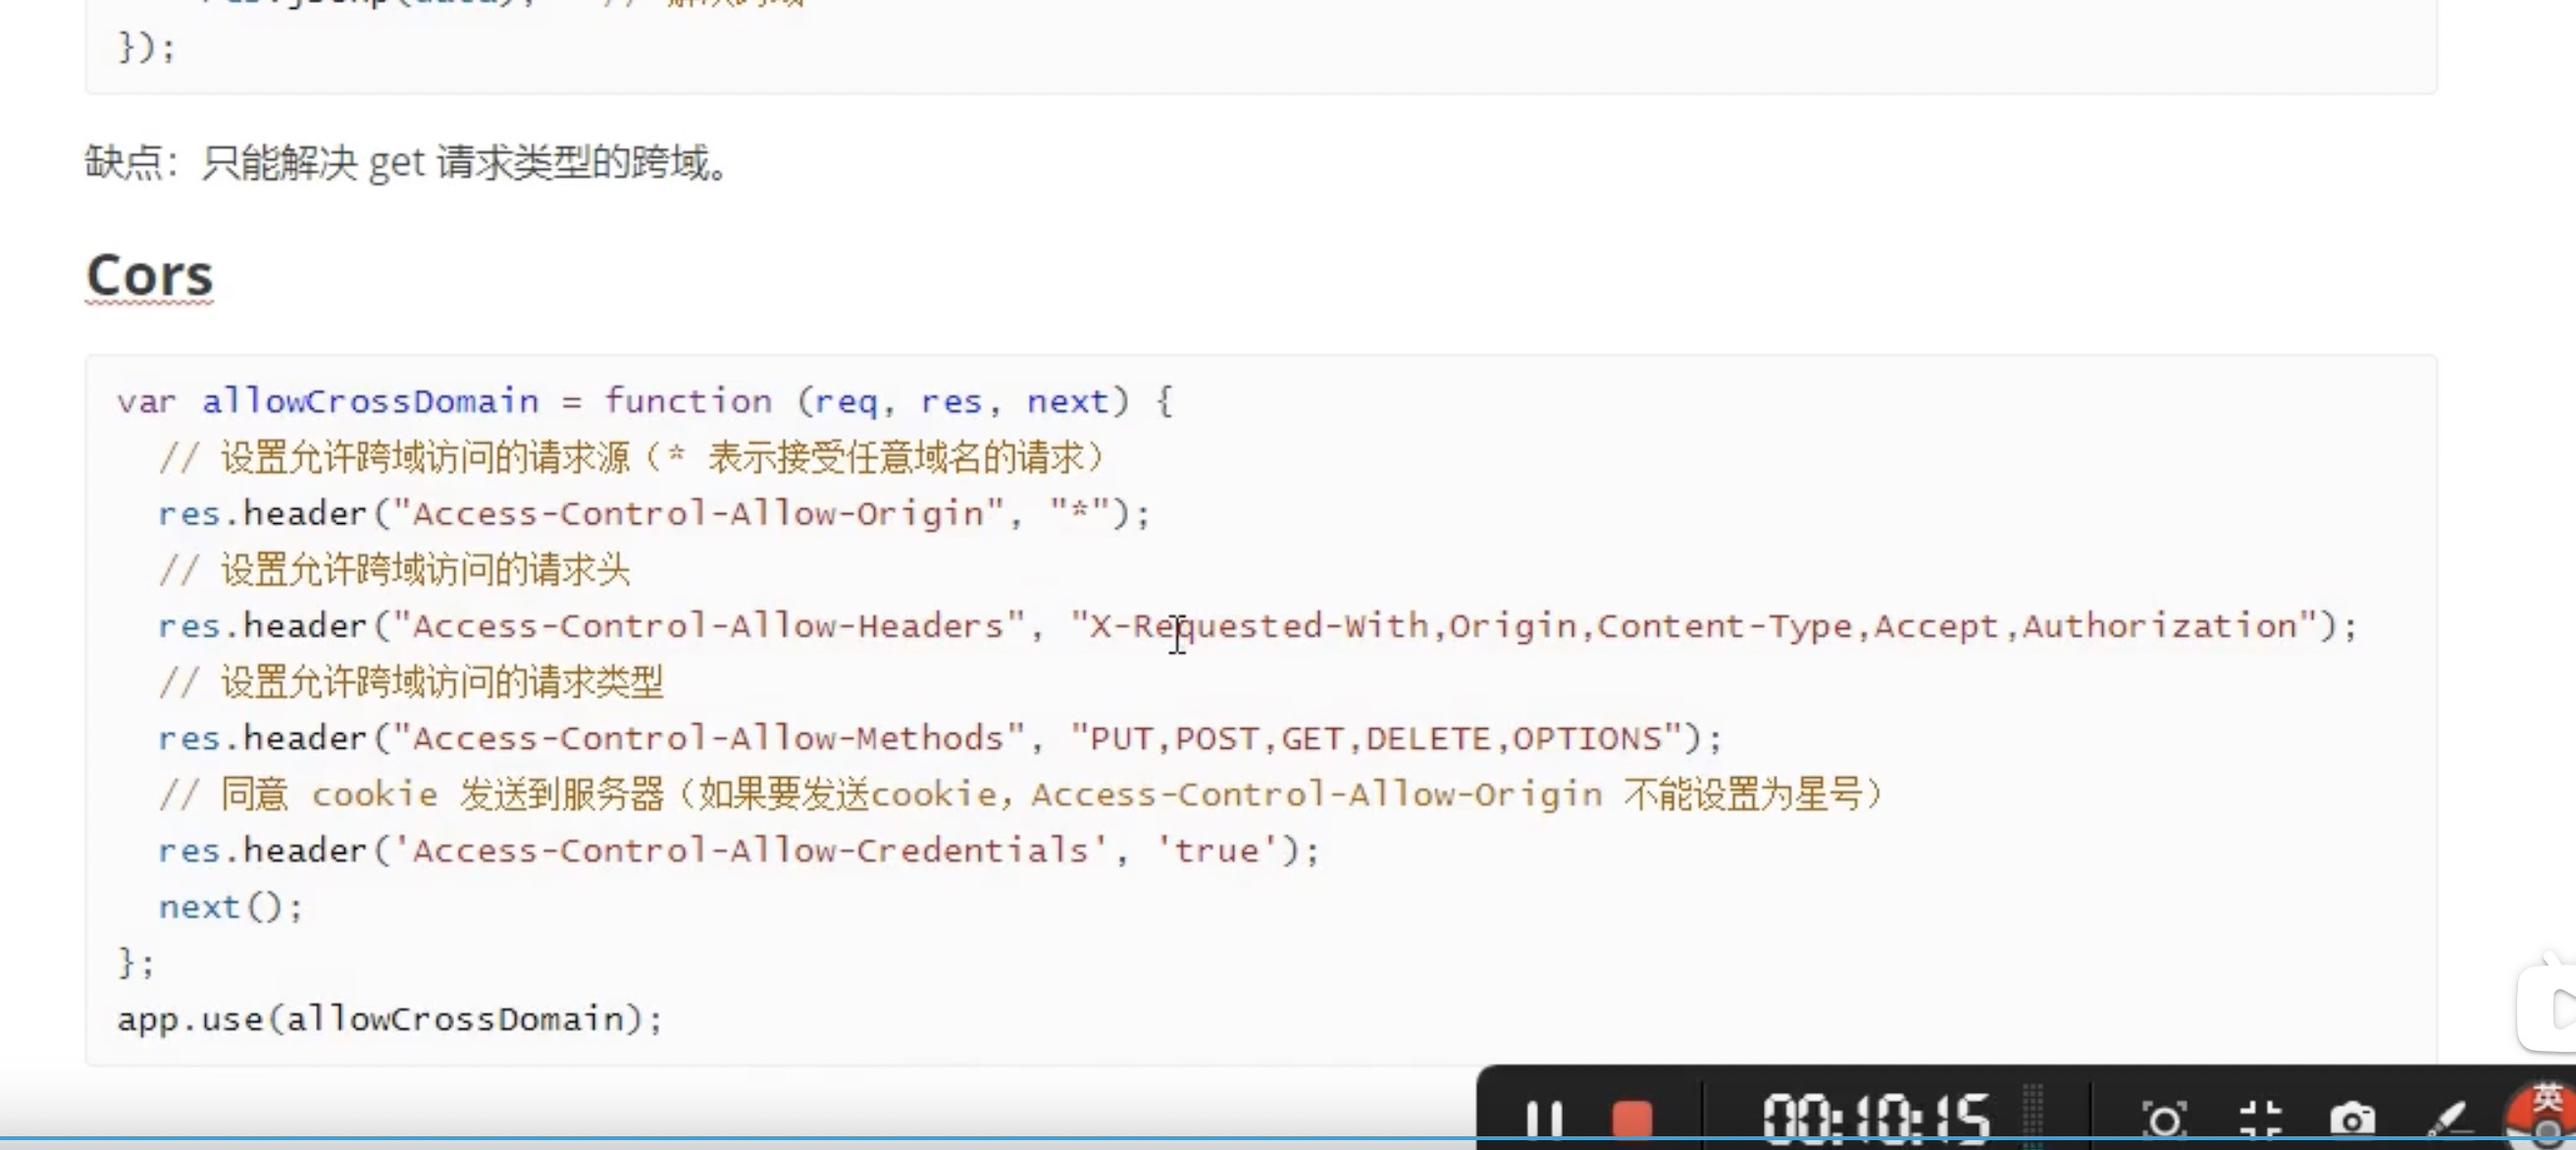 });
缺点：只能解决 get 请求类型的跨域。
Cors
var allowCrossDomain = function (req, res, next) {
// 设置允许跨域访问的请求源（* 表示接受任意域名的请求）
res.header("Access-Control-Allow-Origin", "*");
// 设置允许跨域访问的请求头
res.header("Access-Control-Allow-Headers", "X-Requested-With,Origin,Content-Type,Accept,Authorization");
// 设置允许跨域访问的请求类型
res.header("Access-Control-Allow-Methods", "PUT,POST,GET,DELETE,OPTIONS");
// 同意 cookie 发送到服务器（如果要发送cookie，Access-Control-Allow-Origin 不能设置为星号）
res.header('Access-Control-Allow-Credentials', 'true');
next();
};
app.use(allowCrossDomain);
00:10:15
英